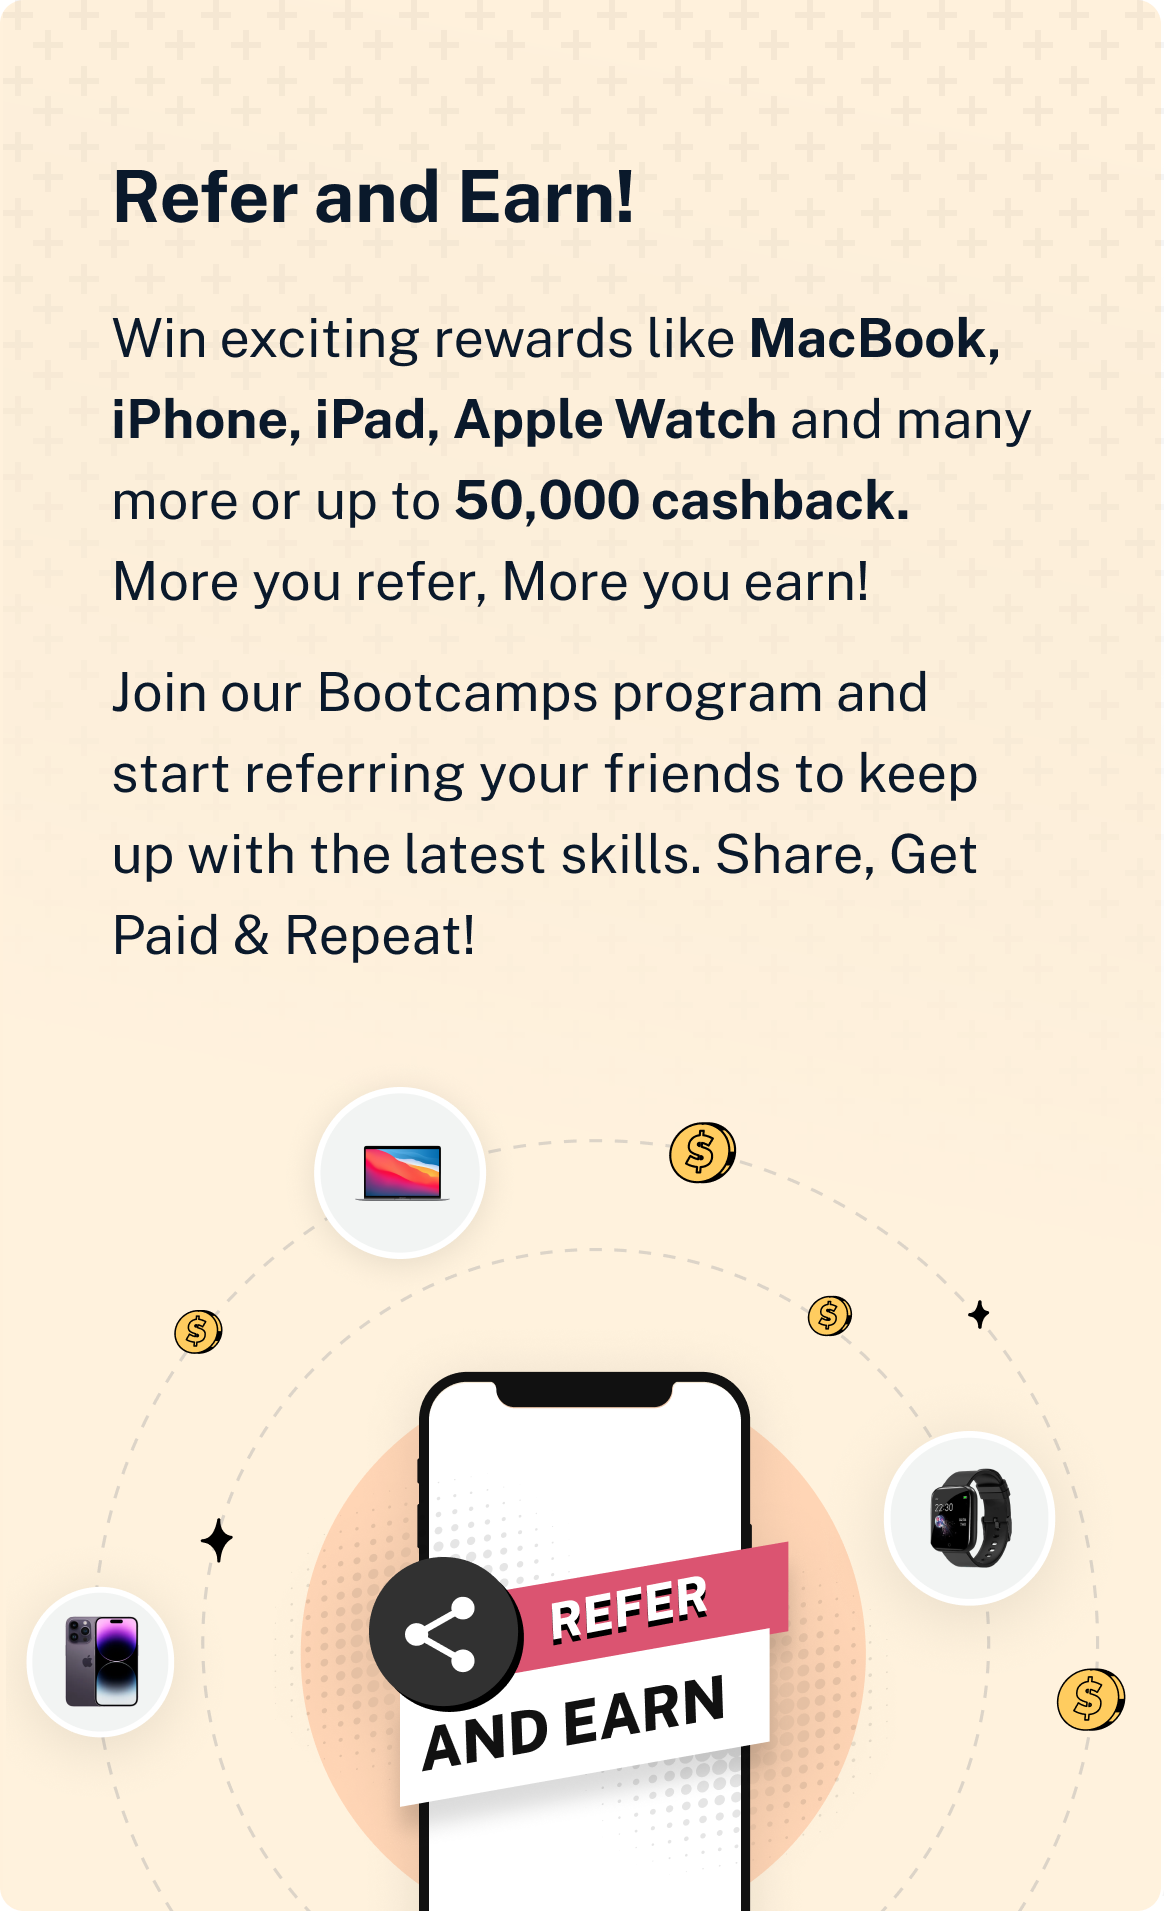 Refer and Earn!
Win exciting rewards like MacBook,
iPhone, iPad, Apple Watch and many
more or up to 50,000 cashback.
More you refer, More you earn!
Join our Bootcamps program and
start referring your friends to keep
up with the latest skills. Share, Get
Paid & Repeat!
$
$
$
22:30
REFER
AND EARN
$